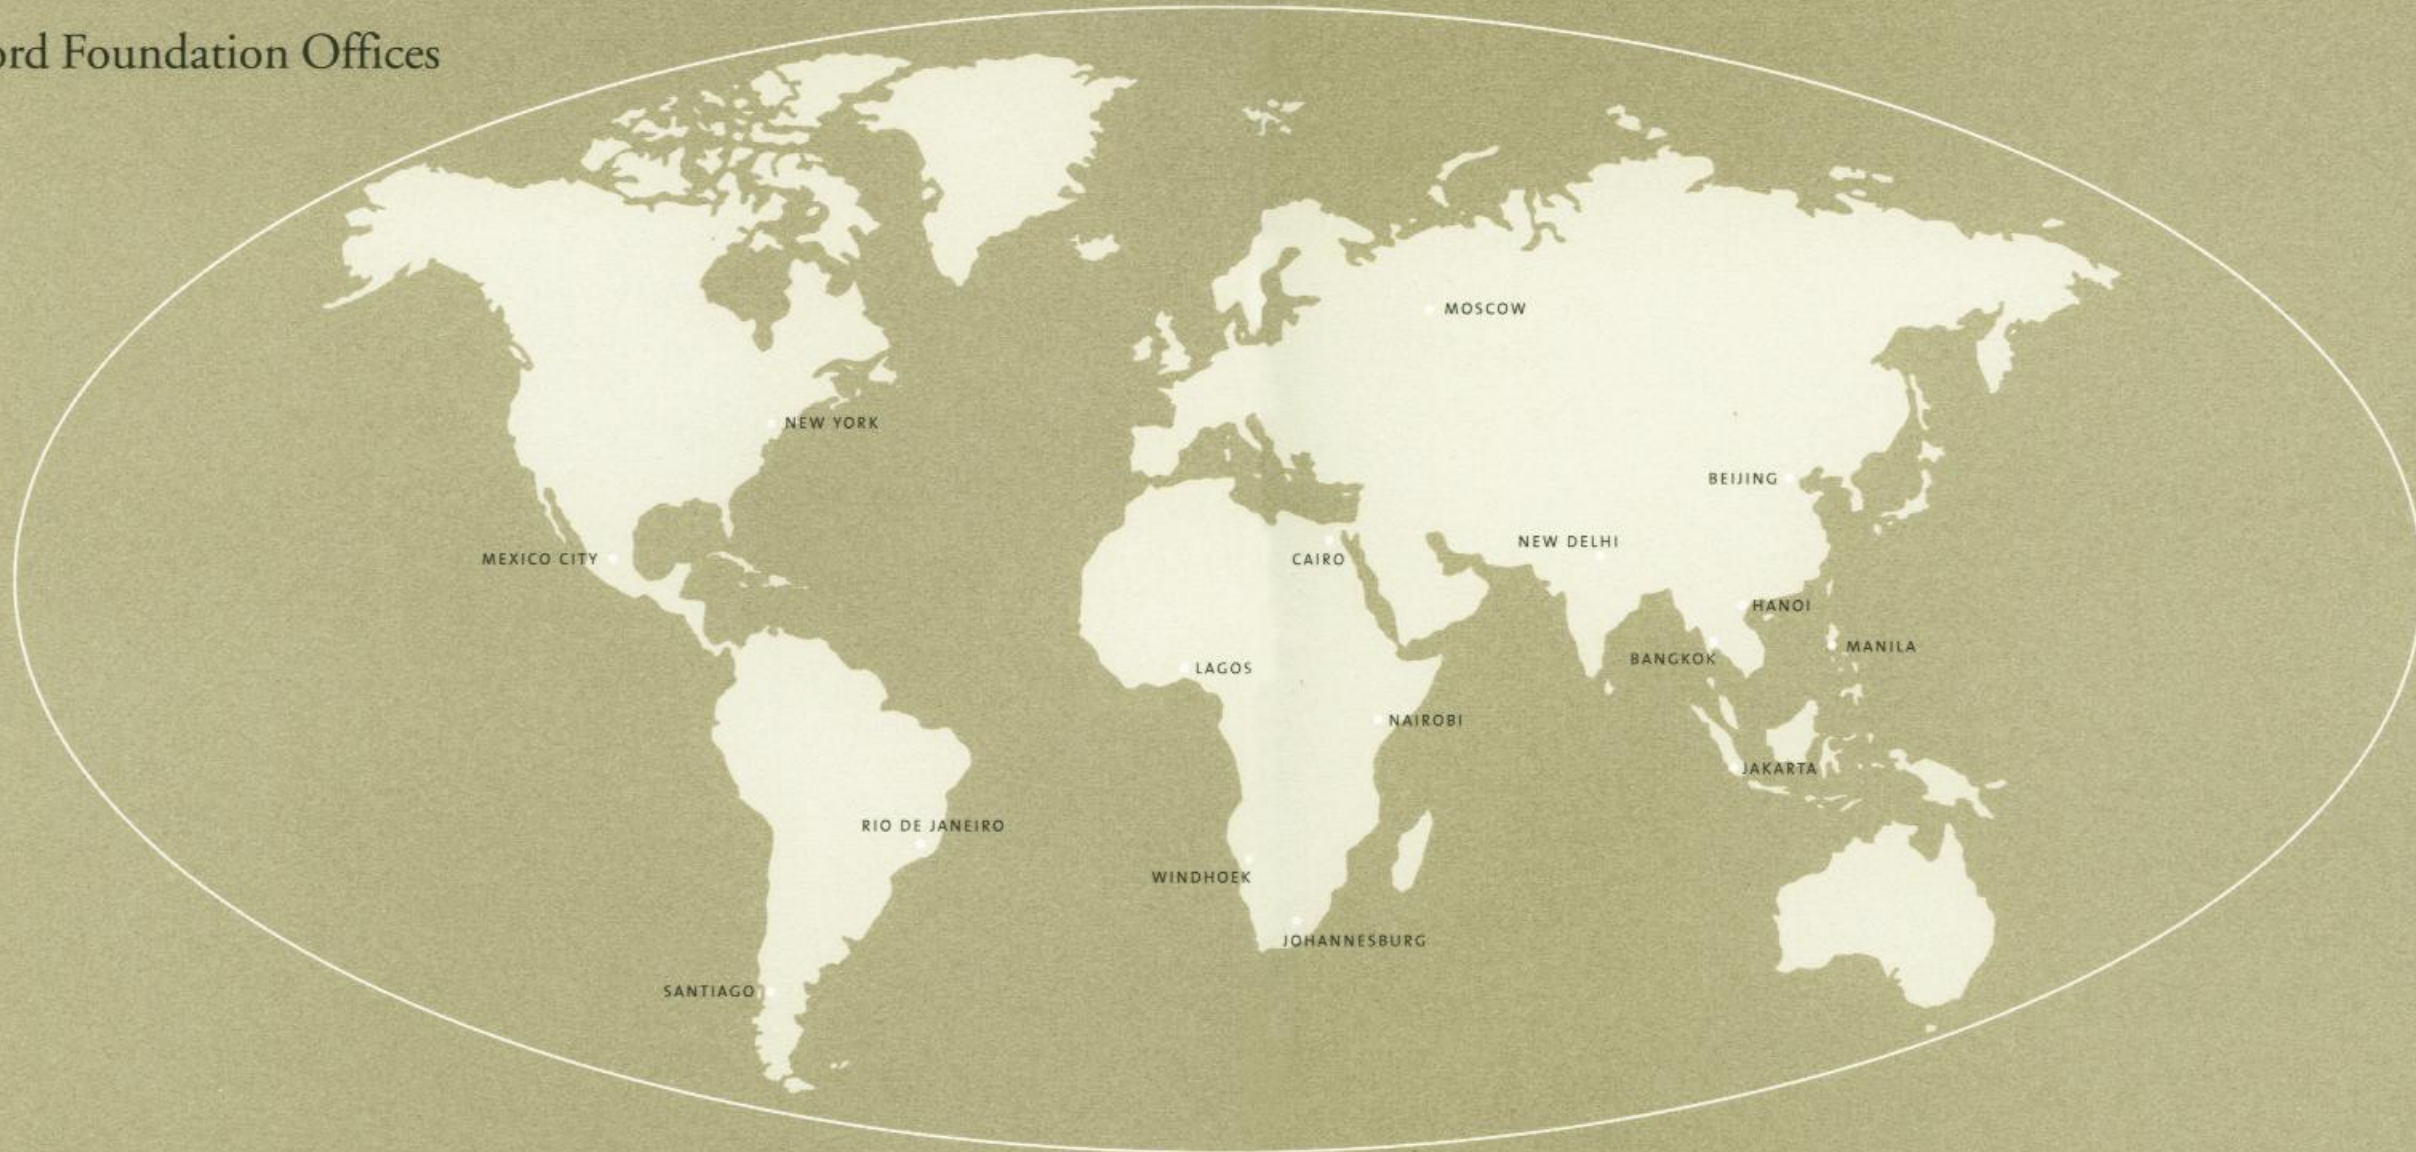 ord Foundation Offices
MOSCOW
NEW YORK
BEIJING
NEW DELHI
MEXICO CITY
CAIRO
HANOI
MANILA
BANGKOK
LAGOS
NAIROBI
JAKARTA
RIO DE JANEIRO
WINDHOEK
JOHANNESBURG
SANTIAGO